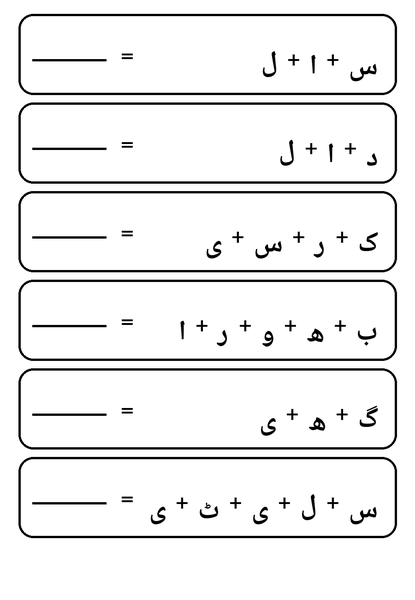 س + ا + ل = ______
د + ا + ل = ______
ک + ر + س + ی = ______
ب + ھ + و + ر + ا = ______
گ + ھ + ی = ______
س + ل + ی + ٹ + ی = ______